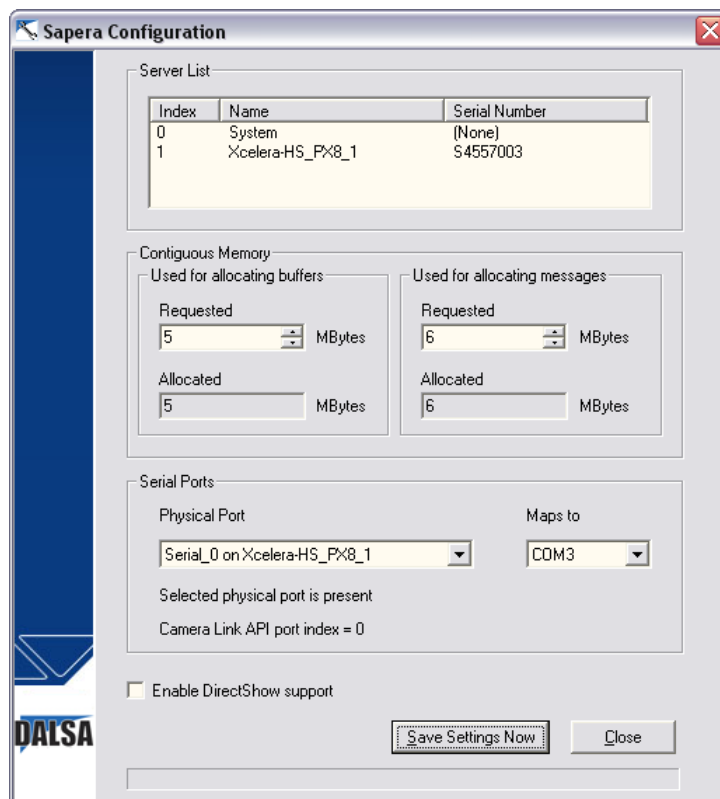 Sapera Configuration
Server List
Index Name Serial Number
0 System (None)
1 Xcelera-HS_PX8_1 S4557003
Contiguous Memory
Used for allocating buffers Used for allocating messages
Requested Requested
5 MBytes 6 MBytes
Allocated Allocated
5 MBytes 6 MBytes
Serial Ports
Physical Port Maps to
Serial_0 on Xcelera-HS_PX8_1 COM3
Selected physical port is present
Camera Link API port index = 0
Enable DirectShow support
DALSA
Save Settings Now Close